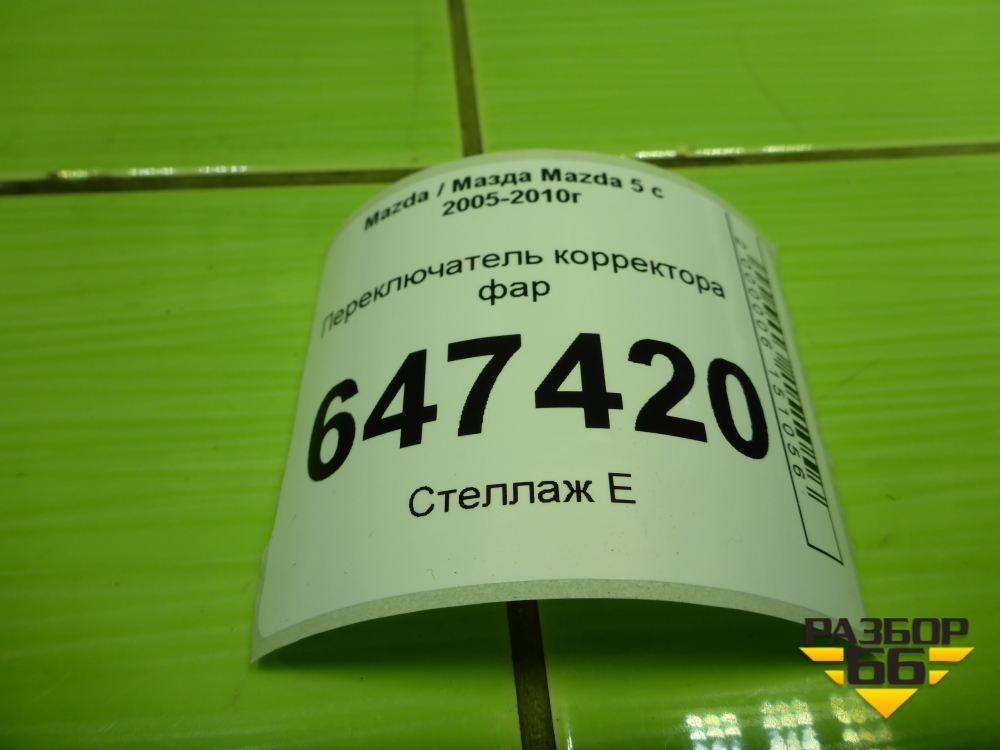 Mazda / Мазда Mazda 5 с
2005-2010г
Переключатель корректора
фар
647420
Стеллаж Е
РАЗБОР
66